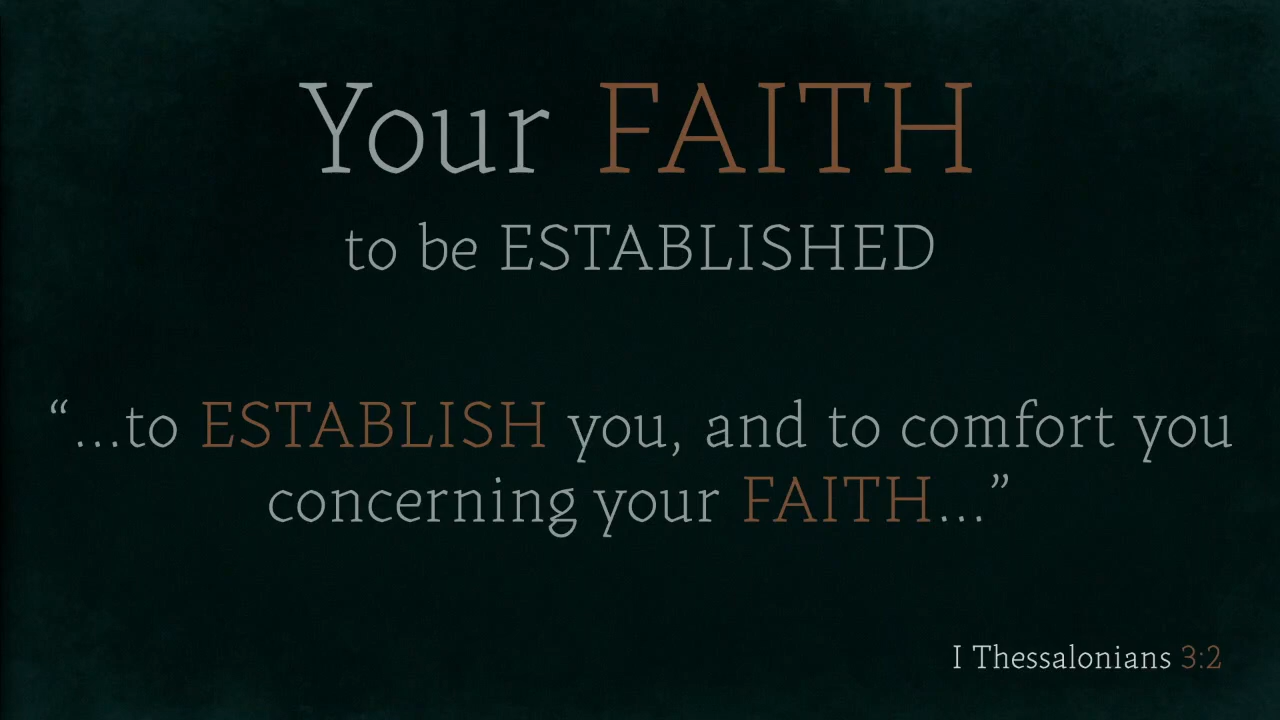 Your FAITH
to be ESTABLISHED
“...to ESTABLISH you, and to comfort you
concerning your FAITH...”
I Thessalonians 3:2